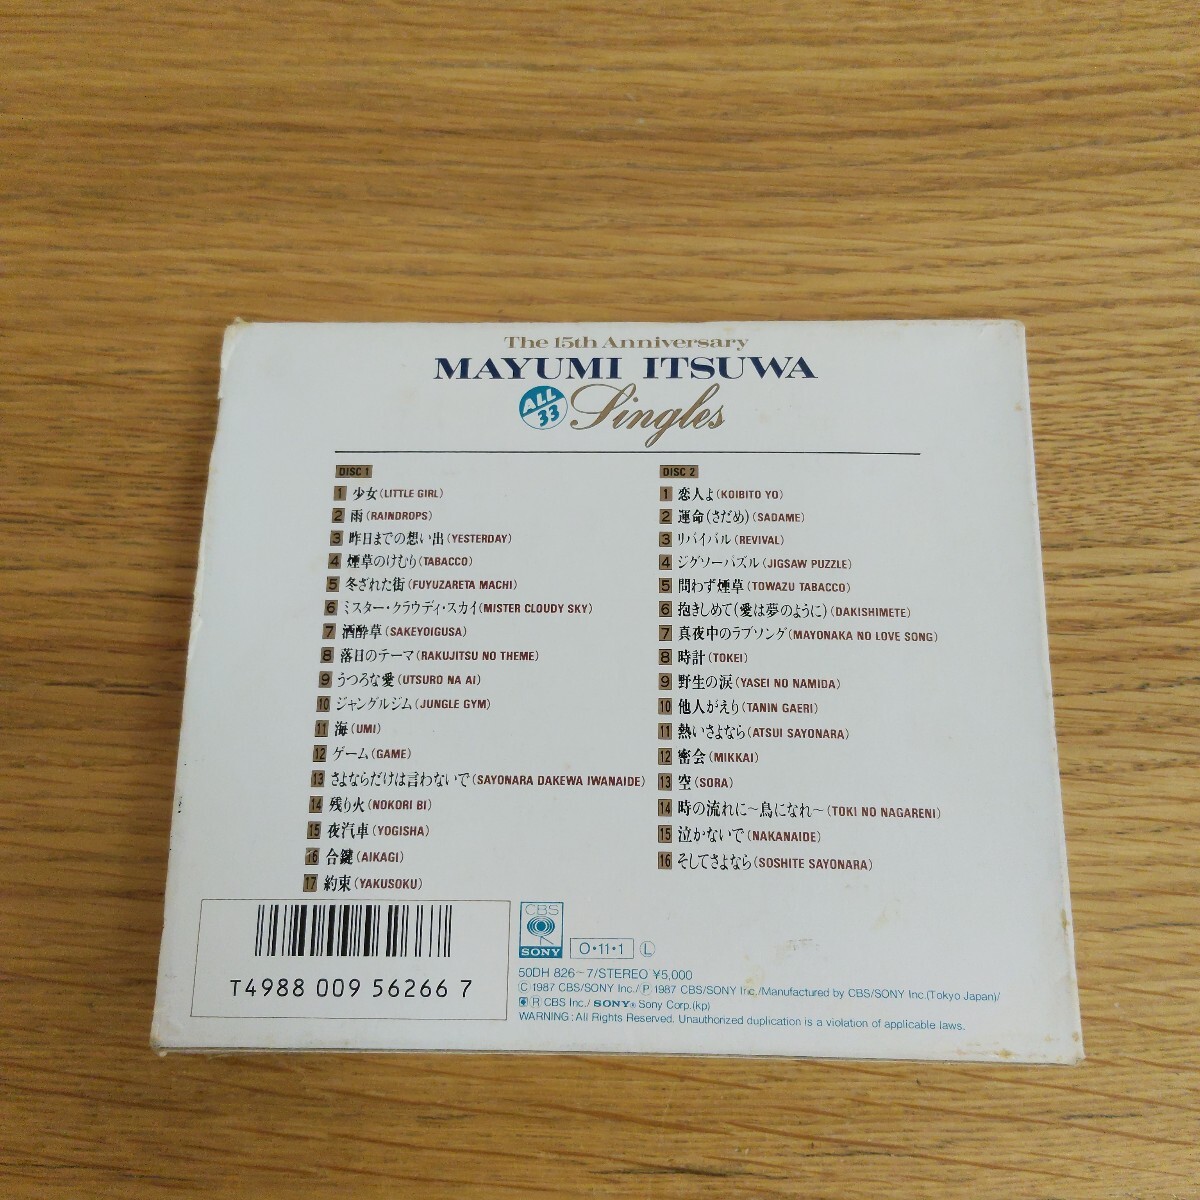 The 15th Anniversary
MAYUMI ITSUWA
ALL 33 Singles
DISC 1
1 少女(LITTLE GIRL)
2 雨(RAINDROPS)
3 昨日までの想い出(YESTERDAY)
4 煙草のけむり(TABACCO)
5 冬ざれた街(FUYUZARETA MACHI)
6 ミスター・クラウディ・スカイ(MISTER CLOUDY SKY)
7 酒酔草(SAKEYOIGUSA)
8 落日のテーマ(RAKUJITSU NO THEME)
9 うつろな愛(UTSURO NA AI)
10 ジャングルジム(JUNGLE GYM)
11 海(UMI)
12 ゲーム(GAME)
13 さよならだけは言わないで(SAYONARA DAKEWA IWANAIDE)
14 残り火(NOKORI BI)
15 夜汽車(YOGISHA)
16 合鍵(AIKAGI)
17 約束(YAKUSOKU)
DISC 2
1 恋人よ(KOIBITO YO)
2 運命(さだめ)(SADAME)
3 リバイバル(REVIVAL)
4 ジグソーパズル(JIGSAW PUZZLE)
5 問わず煙草(TOWAZU TABACCO)
6 抱きしめて(愛は夢のように)(DAKISHIMETE)
7 真夜中のラブソング(MAYONAKA NO LOVE SONG)
8 時計(TOKEI)
9 野生の涙(YASEI NO NAMIDA)
10 他人がえり(TANIN GAERI)
11 熱いさよなら(ATSUI SAYONARA)
12 密会(MIKKAI)
13 空(SORA)
14 時の流れに〜鳥になれ〜(TOKI NO NAGARENI)
15 泣かないで(NAKANAIDE)
16 そしてさよなら(SOSHITE SAYONARA)
T4988 009 56266 7
CBS
SONY
O・11・1 L
50DH 826~7/STEREO ¥5,000
Ⓒ1987 CBS/SONY Inc./Ⓟ1987 CBS/SONY Inc./Manufactured by CBS/SONY Inc.(Tokyo Japan)/
R CBS Inc./ SONY® Sony Corp.(kp)
WARNING: All Rights Reserved. Unauthorized duplication is a violation of applicable laws.